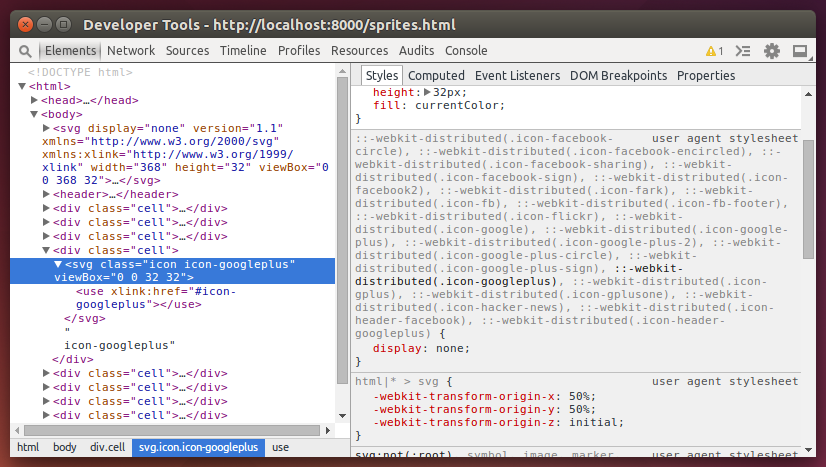 Developer Tools - http://localhost:8000/sprites.html
Elements Network Sources Timeline Profiles Resources Audits Console 1
<!DOCTYPE html>
▼<html>
▶<head>…</head>
▼<body>
▶<svg display="none" version="1.1"
xmlns="http://www.w3.org/2000/svg"
xmlns:xlink="http://www.w3.org/1999/
xlink" width="368" height="32" viewBox="0
0 368 32">…</svg>
▶<header>…</header>
▶<div class="cell">…</div>
▶<div class="cell">…</div>
▶<div class="cell">…</div>
▼<div class="cell">
▼<svg class="icon icon-googleplus"
viewBox="0 0 32 32">
<use xlink:href="#icon-
googleplus"></use>
</svg>
"
icon-googleplus"
</div>
▶<div class="cell">…</div>
▶<div class="cell">…</div>
▶<div class="cell">…</div>
▶<div class="cell">…</div>
html body div.cell svg.icon.icon-googleplus use
Styles Computed Event Listeners DOM Breakpoints Properties
height:▶32px;
fill: currentColor;
}
::-webkit-distributed(.icon-facebook- user agent stylesheet
circle), ::-webkit-distributed(.icon-facebook-encircled), ::-
webkit-distributed(.icon-facebook-sharing), ::-webkit-
distributed(.icon-facebook-sign), ::-webkit-distributed(.icon-
facebook2), ::-webkit-distributed(.icon-fark), ::-webkit-
distributed(.icon-fb), ::-webkit-distributed(.icon-fb-footer),
::-webkit-distributed(.icon-flickr), ::-webkit-
distributed(.icon-google), ::-webkit-distributed(.icon-google-
plus), ::-webkit-distributed(.icon-google-plus-2), ::-webkit-
distributed(.icon-google-plus-circle), ::-webkit-
distributed(.icon-google-plus-sign), ::-webkit-
distributed(.icon-googleplus), ::-webkit-distributed(.icon-
gplus), ::-webkit-distributed(.icon-gplusone), ::-webkit-
distributed(.icon-hacker-news), ::-webkit-distributed(.icon-
header-facebook), ::-webkit-distributed(.icon-header-
googleplus) {
display: none;
}
html|* > svg { user agent stylesheet
-webkit-transform-origin-x: 50%;
-webkit-transform-origin-y: 50%;
-webkit-transform-origin-z: initial;
}
svg:not(:root), symbol, image, marker, user agent stylesheet